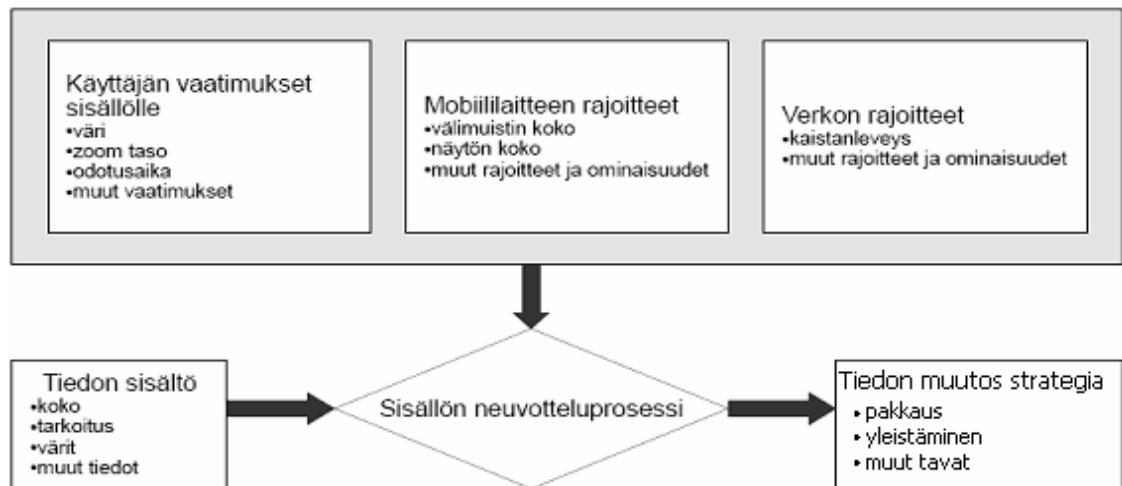 Käyttäjän vaatimukset
sisällölle
•väri
•zoom taso
•odotusaika
•muut vaatimukset
Mobiililaitteen rajoitteet
•välimuistin koko
•näytön koko
•muut rajoitteet ja ominaisuudet
Verkon rajoitteet
•kaistanleveys
•muut rajoitteet ja ominaisuudet
Tiedon sisältö
•koko
•tarkoitus
•värit
•muut tiedot
Sisällön neuvotteluprosessi
Tiedon muutos strategia
• pakkaus
• yleistäminen
• muut tavat